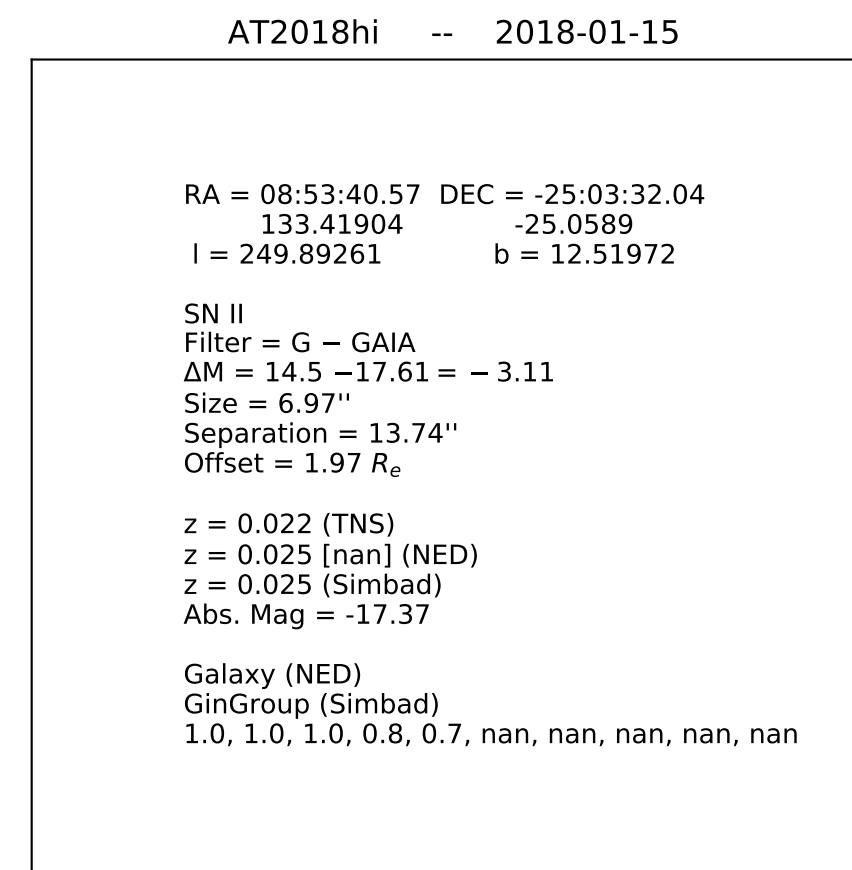 AT2018hi -- 2018-01-15
RA = 08:53:40.57 DEC = -25:03:32.04
133.41904 -25.0589
l = 249.89261 b = 12.51972
SN II
Filter = G − GAIA
ΔM = 14.5 −17.61 = − 3.11
Size = 6.97''
Separation = 13.74''
Offset = 1.97 Re
z = 0.022 (TNS)
z = 0.025 [nan] (NED)
z = 0.025 (Simbad)
Abs. Mag = -17.37
Galaxy (NED)
GinGroup (Simbad)
1.0, 1.0, 1.0, 0.8, 0.7, nan, nan, nan, nan, nan